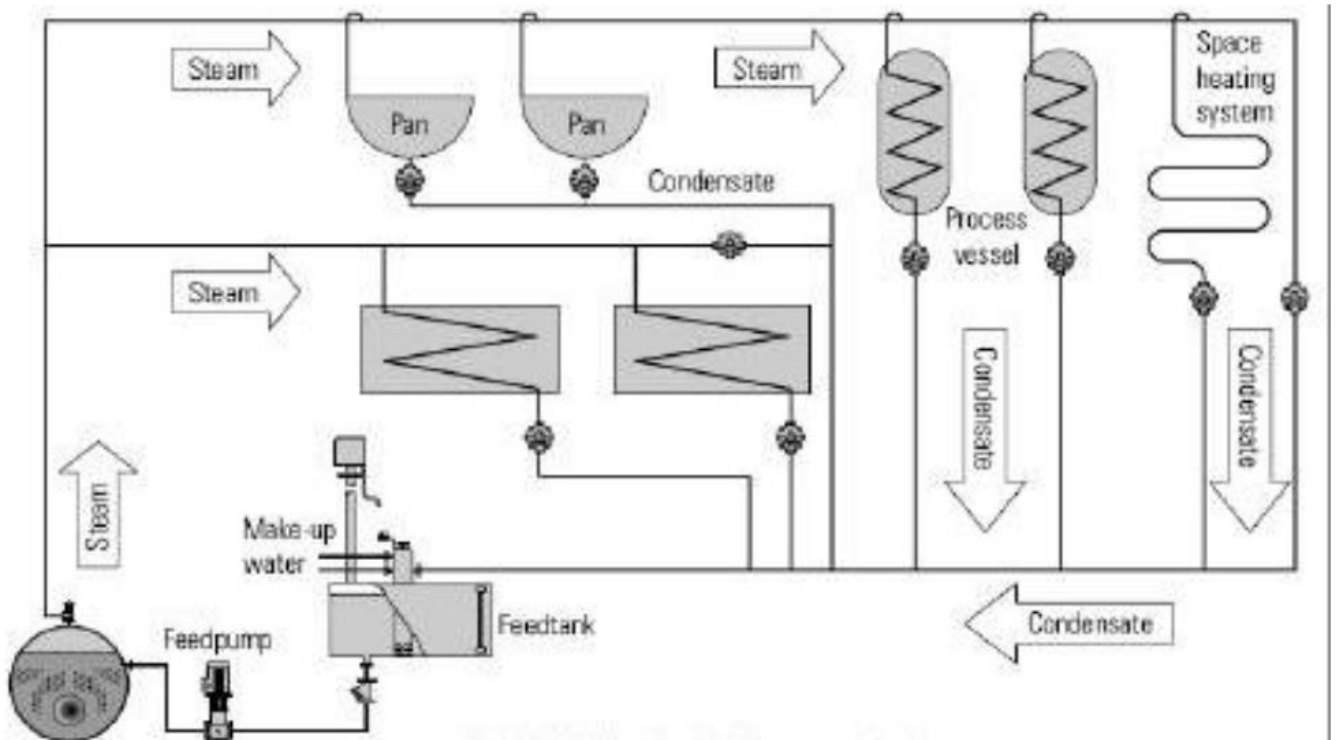 Steam
Steam
Space
heating
system
Pan
Pan
Condensate
Process
vessel
Steam
Condensate
Condensate
Steam
Make-up
water
Feedtank
Condensate
Feedpump